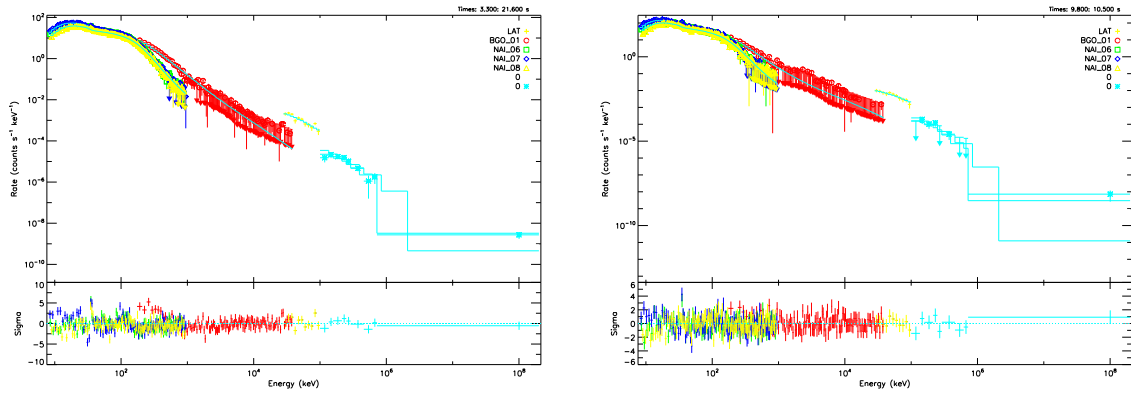 Times: 3.300: 21.600 s
10²
10⁰
10⁻²
10⁻⁴
10⁻⁶
10⁻⁸
10⁻¹⁰
Rate (counts s⁻¹ keV⁻¹)
LAT
BGO_01
NAI_06
NAI_07
NAI_08
0
0
10
5
0
−5
−10
Sigma
10²
10⁴
10⁶
10⁸
Energy (keV)
Times: 9.800: 10.500 s
10⁰
10⁻⁵
10⁻¹⁰
Rate (counts s⁻¹ keV⁻¹)
LAT
BGO_01
NAI_06
NAI_07
NAI_08
0
0
6
4
2
0
−2
−4
−6
Sigma
10²
10⁴
10⁶
10⁸
Energy (keV)